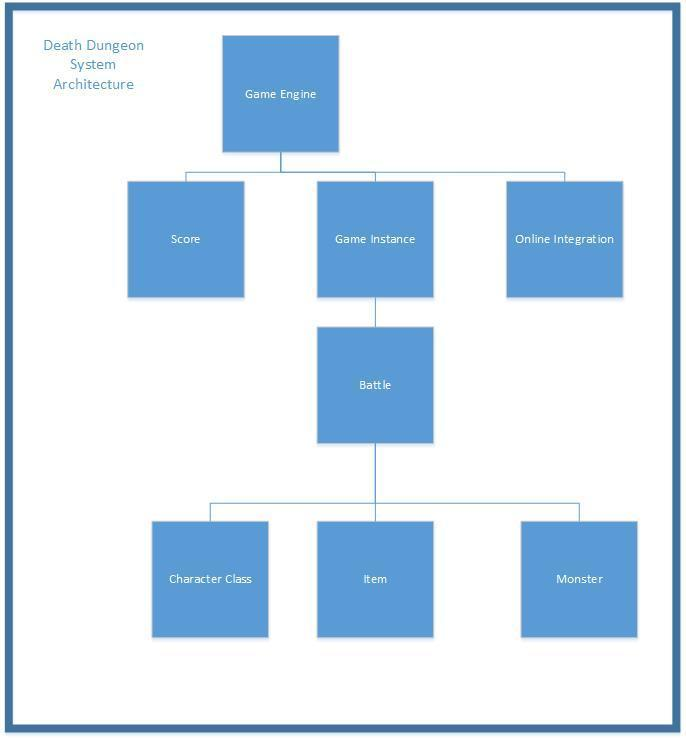 Death Dungeon
System
Architecture
Game Engine
Score
Game Instance
Online Integration
Battle
Character Class
Item
Monster